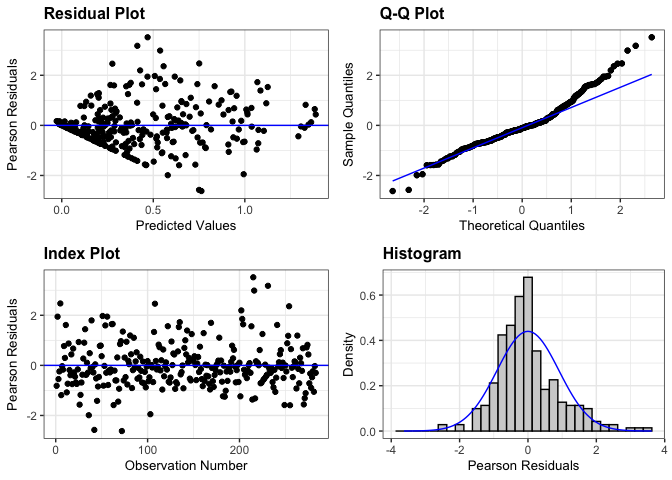 Residual Plot
Pearson Residuals
2
0
-2
0.0 0.5 1.0
Predicted Values
Q-Q Plot
Sample Quantiles
2
0
-2
-2 -1 0 1 2
Theoretical Quantiles
Index Plot
Pearson Residuals
2
0
-2
0 100 200
Observation Number
Histogram
Density
0.6
0.4
0.2
0.0
-4 -2 0 2 4
Pearson Residuals